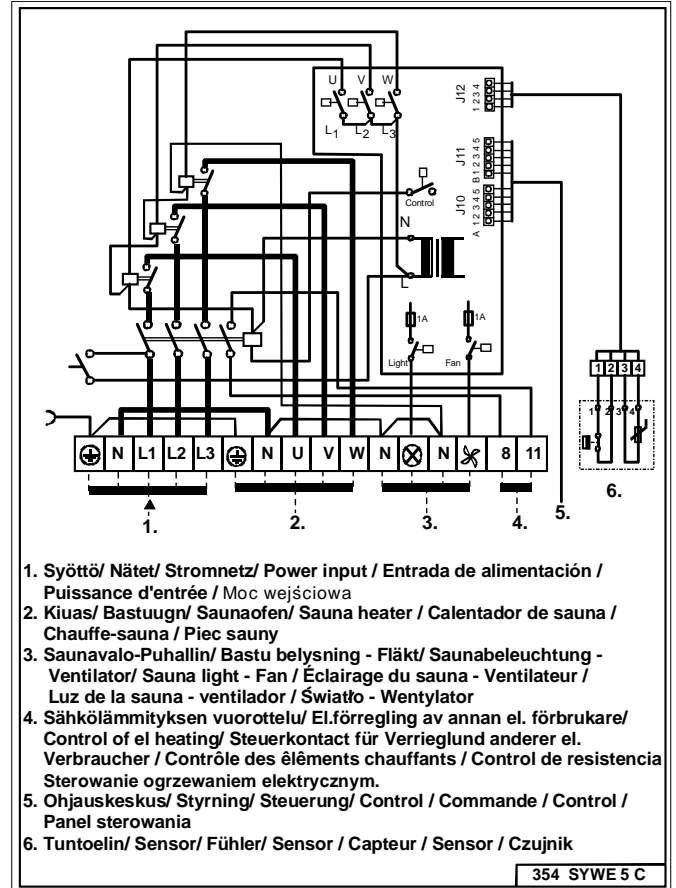 U V W
L1 L2 L3
J12
1 2 3 4
J11
B 1 2 3 4 5
J10
A 1 2 3 4 5
Control
N
L
1A
1A
Light
Fan
1 2 3 4
1 2 3 4
N L1 L2 L3 N U V W N N 8 11
1. 2. 3. 4. 5. 6.
1. Syöttö/ Nätet/ Stromnetz/ Power input / Entrada de alimentación /
Puissance d'entrée / Moc wejściowa
2. Kiuas/ Bastuugn/ Saunaofen/ Sauna heater / Calentador de sauna /
Chauffe-sauna / Piec sauny
3. Saunavalo-Puhallin/ Bastu belysning - Fläkt/ Saunabeleuchtung -
Ventilator/ Sauna light - Fan / Éclairage du sauna - Ventilateur /
Luz de la sauna - ventilador / Światło - Wentylator
4. Sähkölämmityksen vuorottelu/ El.förregling av annan el. förbrukare/
Control of el heating/ Steuerkontact für Verrieglund anderer el.
Verbraucher / Contrôle des êlêments chauffants / Control de resistencia
Sterowanie ogrzewaniem elektrycznym.
5. Ohjauskeskus/ Styrning/ Steuerung/ Control / Commande / Control /
Panel sterowania
6. Tuntoelin/ Sensor/ Fühler/ Sensor / Capteur / Sensor / Czujnik
354 SYWE 5 C